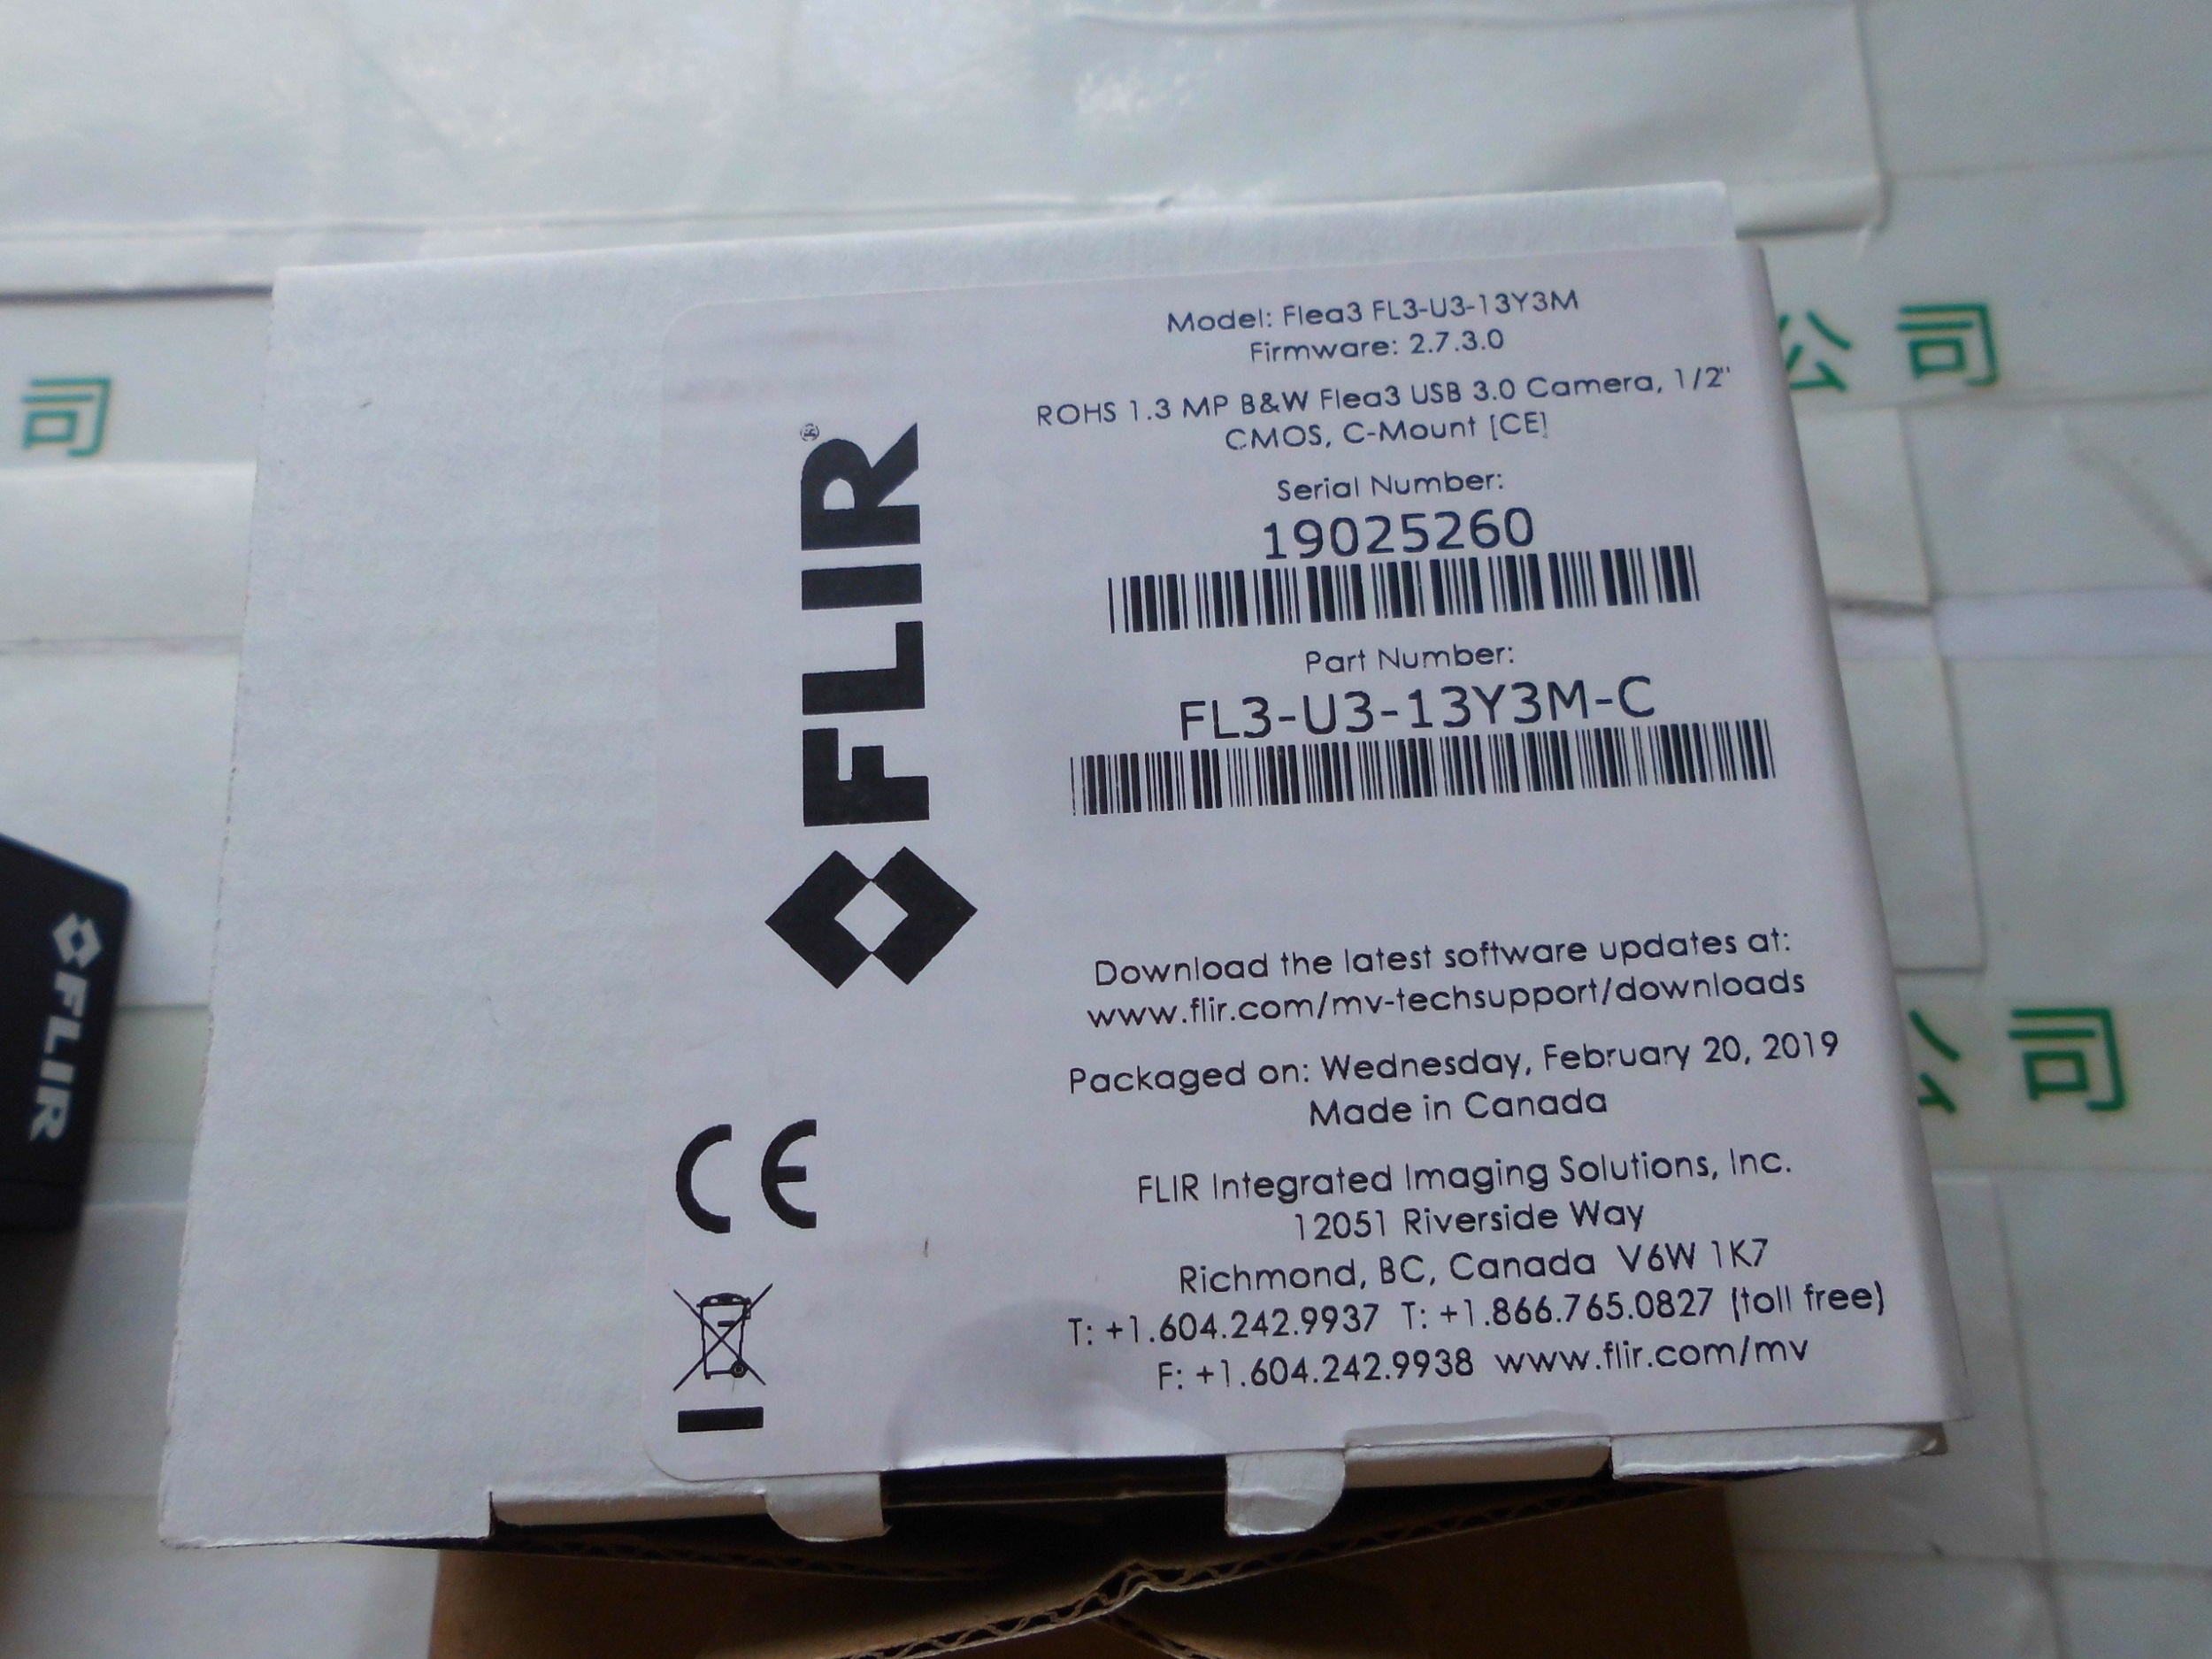 Model: Flea3 FL3-U3-13Y3M
Firmware: 2.7.3.0
ROHS 1.3 MP B&W Flea3 USB 3.0 Camera, 1/2"
CMOS, C-Mount [CE]
Serial Number:
19025260
Part Number:
FL3-U3-13Y3M-C
Download the latest software updates at:
www.flir.com/mv-techsupport/downloads
Packaged on: Wednesday, February 20, 2019
Made in Canada
FLIR Integrated Imaging Solutions, Inc.
12051 Riverside Way
Richmond, BC, Canada V6W 1K7
T: +1.604.242.9937 T: +1.866.765.0827 (toll free)
F: +1.604.242.9938 www.flir.com/mv
FLIR®
CE
FLIR
司
公司
公司